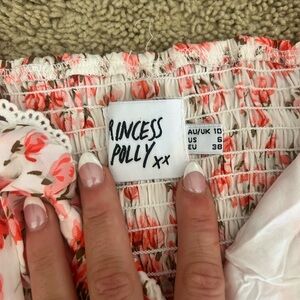 RINCESS
POLLY xx
AU/UK 10
US 6
EU 38